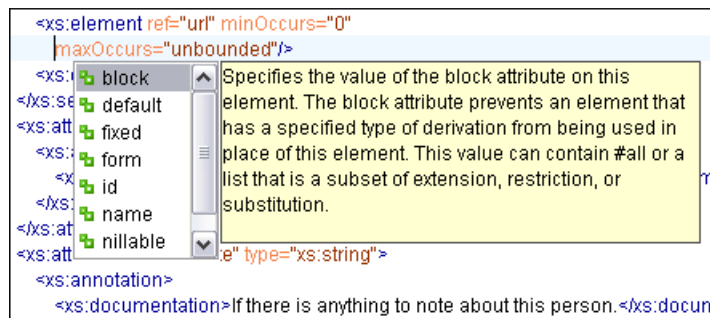 <xs:element ref="url" minOccurs="0"
maxOccurs="unbounded"/>
<xs:
</xs:se
<xs:att
<xs:
<x
</xs:
</xs:at
<xs:att e" type="xs:string">
<xs:annotation>
<xs:documentation>If there is anything to note about this person.</xs:docun
block
default
fixed
form
id
name
nillable
Specifies the value of the block attribute on this
element. The block attribute prevents an element that
has a specified type of derivation from being used in
place of this element. This value can contain #all or a
list that is a subset of extension, restriction, or
substitution.